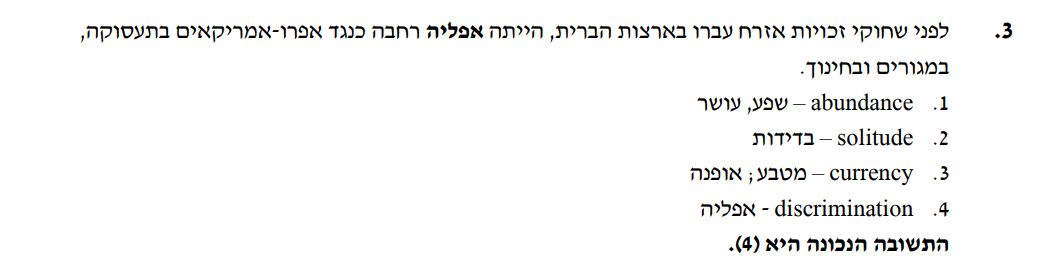 3. לפני שחוקי זכויות אזרח עברו בארצות הברית, הייתה אפליה רחבה כנגד אפרו-אמריקאים בתעסוקה,
במגורים ובחינוך.
1. abundance – שפע, עושר
2. solitude – בדידות
3. currency – מטבע; אופנה
4. discrimination - אפליה
התשובה הנכונה היא (4).